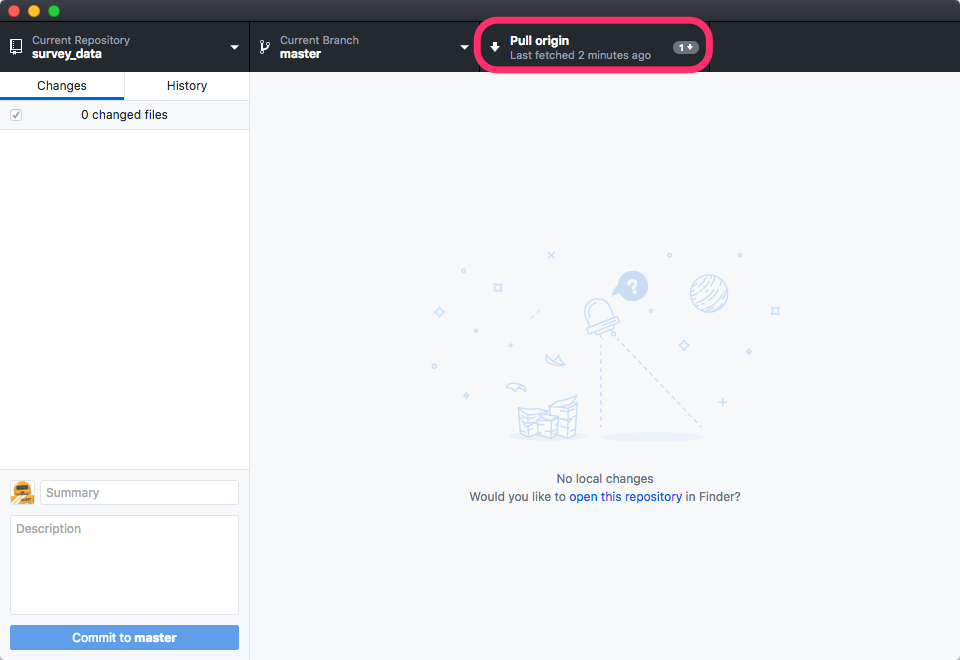 Current Repository
survey_data
Current Branch
master
Pull origin
Last fetched 2 minutes ago
1
Changes
History
0 changed files
?
No local changes
Would you like to open this repository in Finder?
Summary
Description
Commit to master